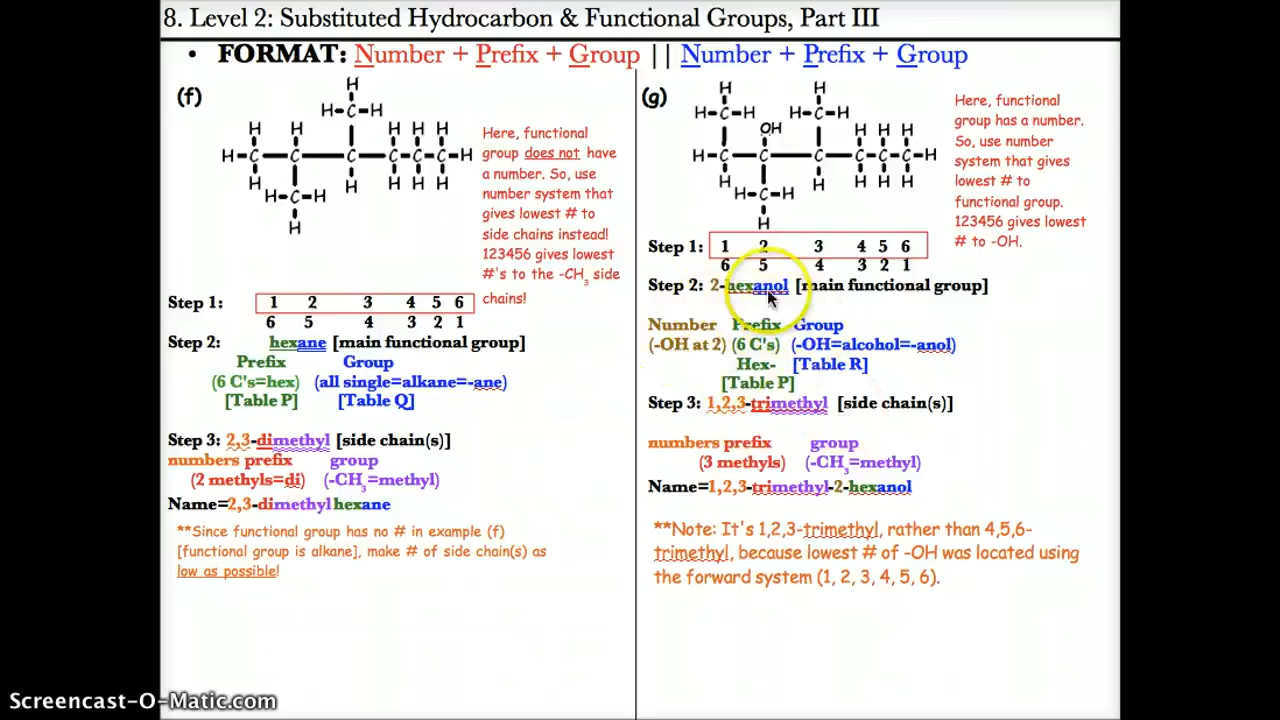 8. Level 2: Substituted Hydrocarbon & Functional Groups, Part III
• FORMAT: Number + Prefix + Group || Number + Prefix + Group
(f)
H
H-C-H
H H H H H
H-C C C C-C-C-H
H H H H H
H-C-H
H
Here, functional
group does not have
a number. So, use
number system that
gives lowest # to
side chains instead!
123456 gives lowest
#'s to the -CH3 side
chains!
Step 1: 1 2 3 4 5 6
6 5 4 3 2 1
Step 2: hexane [main functional group]
Prefix Group
(6 C's=hex) (all single=alkane=-ane)
[Table P] [Table Q]
Step 3: 2,3-dimethyl [side chain(s)]
numbers prefix group
(2 methyls=di) (-CH3=methyl)
Name=2,3-dimethylhexane
**Since functional group has no # in example (f)
[functional group is alkane], make # of side chain(s) as
low as possible!
(g)
H H
H-C-H H-C-H
OH H H H
H-C C C C-C-C-H
H H H H H
H-C-H
H
Here, functional
group has a number.
So, use number
system that gives
lowest # to
functional group.
123456 gives lowest
# to -OH.
Step 1: 1 2 3 4 5 6
6 5 4 3 2 1
Step 2: 2-hexanol [main functional group]
Number Prefix Group
(-OH at 2) (6 C's) (-OH=alcohol=-anol)
Hex- [Table R]
[Table P]
Step 3: 1,2,3-trimethyl [side chain(s)]
numbers prefix group
(3 methyls) (-CH3=methyl)
Name=1,2,3-trimethyl-2-hexanol
**Note: It's 1,2,3-trimethyl, rather than 4,5,6-
trimethyl, because lowest # of -OH was located using
the forward system (1, 2, 3, 4, 5, 6).
Screencast-O-Matic.com